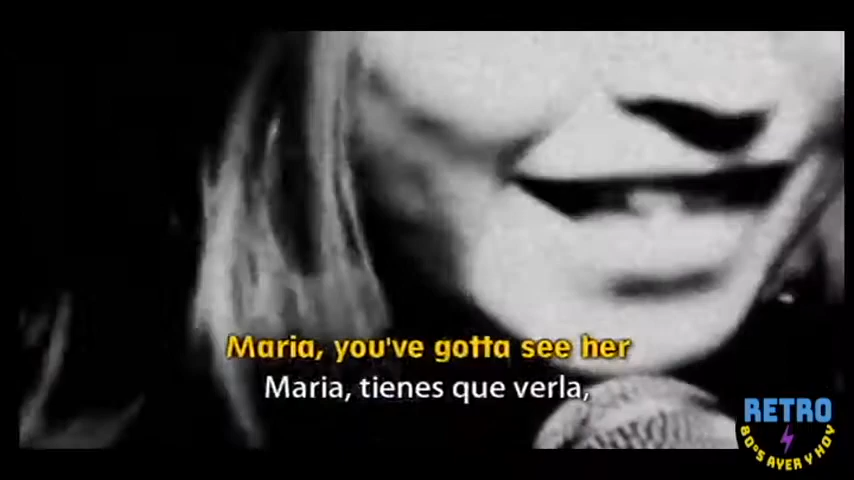 Maria, you've gotta see her
Maria, tienes que verla,
RETRO
80's AYER Y HOY